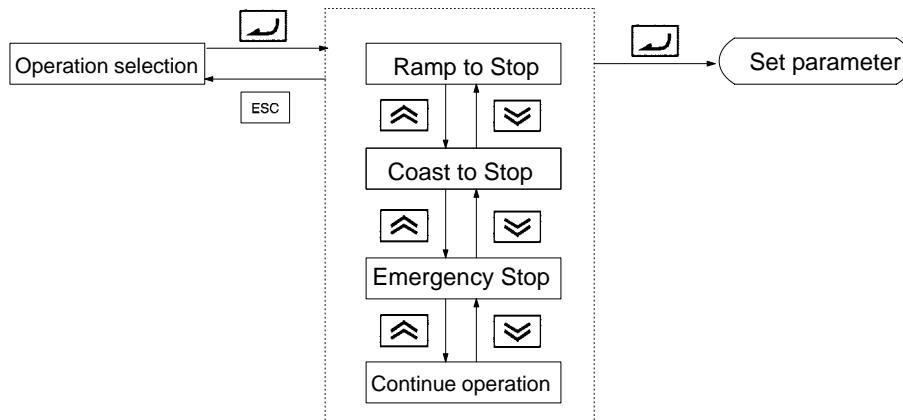 Operation selection
ESC
Ramp to Stop
Coast to Stop
Emergency Stop
Continue operation
Set parameter